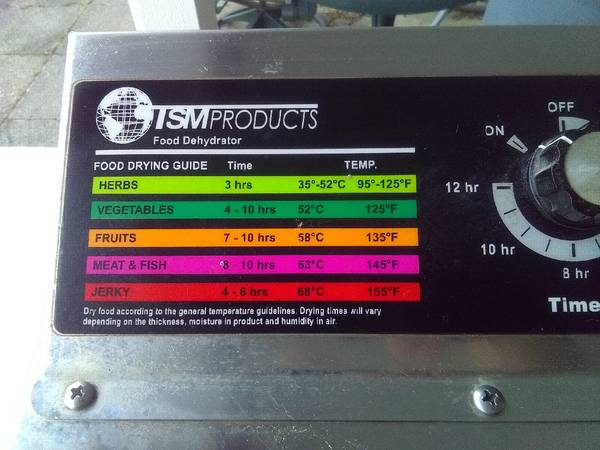 TSMPRODUCTS
Food Dehydrator
FOOD DRYING GUIDE Time TEMP.
HERBS 3 hrs 35°-52°C 95°-125°F
VEGETABLES 4 - 10 hrs 52°C 125°F
FRUITS 7 - 10 hrs 58°C 135°F
MEAT & FISH 8 - 10 hrs 63°C 145°F
JERKY 4 - 6 hrs 68°C 155°F
Dry food according to the general temperature guidelines. Drying times will vary
depending on the thickness, moisture in product and humidity in air.
OFF
ON
12 hr
10 hr
8 hr
Time